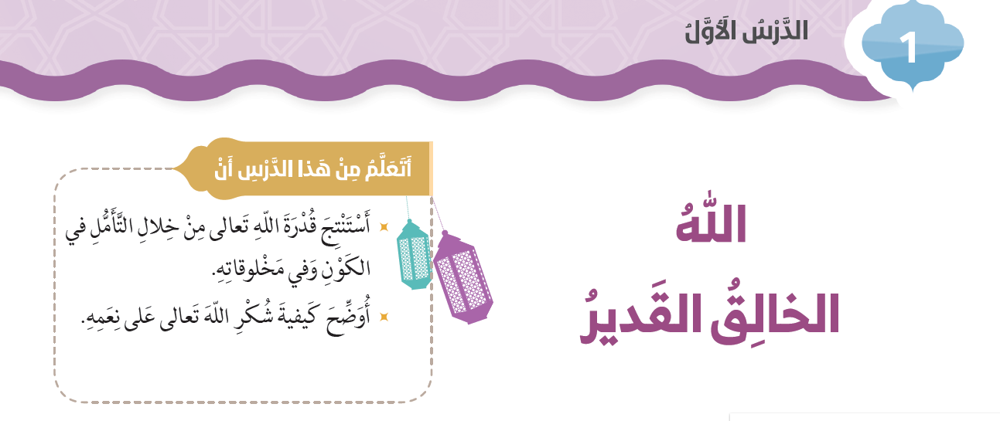 1
الدَّرْسُ الأَوَّلُ
اللّٰهُ
الخالِقُ القَديرُ
أَتَعَلَّمُ مِنْ هَذا الدَّرْسِ أَنْ
أَسْتَنْتِجَ قُدْرَةَ اللّهِ تَعالى مِنْ خِلالِ التَّأَمُّلِ في
الكَوْنِ وَفي مَخْلوقاتِهِ.
أُوَضِّحَ كَيفيةَ شُكْرِ اللّهَ تَعالى عَلى نِعَمِهِ.